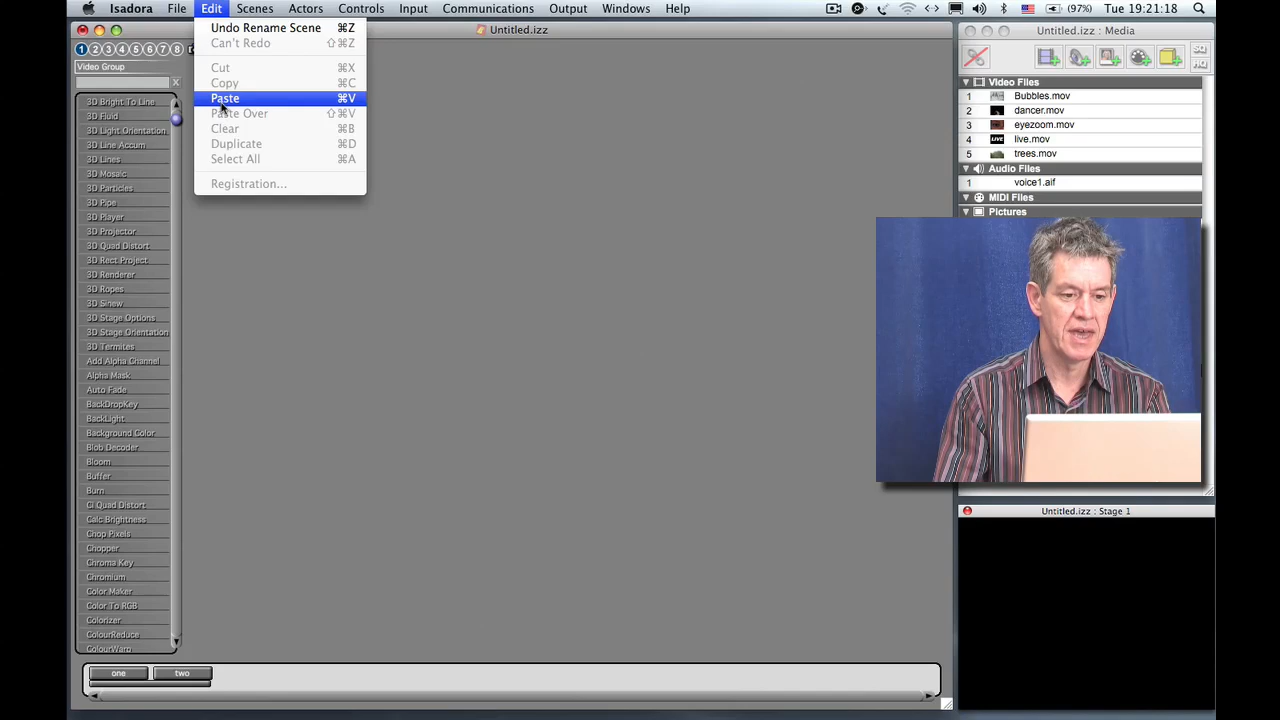 Isadora File Edit Scenes Actors Controls Input Communications Output Windows Help (97%) Tue 19:21:18
Undo Rename Scene ⌘Z
Can't Redo ⇧⌘Z
Cut ⌘X
Copy ⌘C
Paste ⌘V
Paste Over ⇧⌘V
Clear ⌘B
Duplicate ⌘D
Select All ⌘A
Registration...
Untitled.izz
1 2 3 4 5 6 7 8
Video Group
X
3D Bright To Line
3D Fluid
3D Light Orientation
3D Line Accum
3D Lines
3D Mosaic
3D Particles
3D Pipe
3D Player
3D Projector
3D Quad Distort
3D Rect Project
3D Renderer
3D Ropes
3D Sinew
3D Stage Options
3D Stage Orientation
3D Termites
Add Alpha Channel
Alpha Mask
Auto Fade
BackDropKey
BackLight
Background Color
Blob Decoder
Bloom
Buffer
Burn
CI Quad Distort
Calc Brightness
Chop Pixels
Chopper
Chroma Key
Chromium
Color Maker
Color To RGB
Colorizer
ColourReduce
ColourWarp
one two
Untitled.izz : Media
SQ
HQ
Video Files
1 Bubbles.mov
2 dancer.mov
3 eyezoom.mov
4 LIVE live.mov
5 trees.mov
Audio Files
1 voice1.aif
MIDI Files
Pictures
Untitled.izz : Stage 1